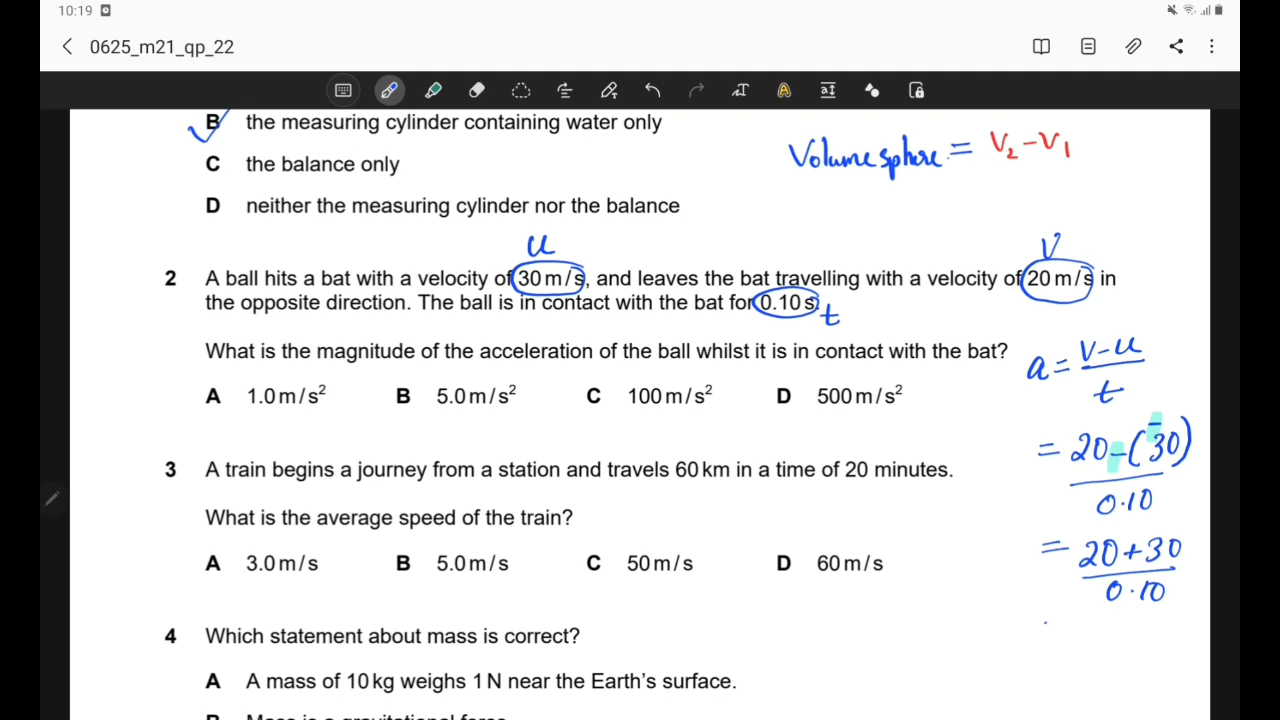 10:19
0625_m21_qp_22
B the measuring cylinder containing water only
C the balance only
D neither the measuring cylinder nor the balance
Volume sphere = V₂ - V₁
u V
2 A ball hits a bat with a velocity of 30 m/s, and leaves the bat travelling with a velocity of 20 m/s in
the opposite direction. The ball is in contact with the bat for 0.10 s.
t
What is the magnitude of the acceleration of the ball whilst it is in contact with the bat?
A 1.0 m/s² B 5.0 m/s² C 100 m/s² D 500 m/s²
a = V-u / t
= 20-(-30) / 0.10
= 20+30 / 0.10
3 A train begins a journey from a station and travels 60 km in a time of 20 minutes.
What is the average speed of the train?
A 3.0 m/s B 5.0 m/s C 50 m/s D 60 m/s
4 Which statement about mass is correct?
A A mass of 10 kg weighs 1 N near the Earth's surface.
B Mass is a gravitational force.